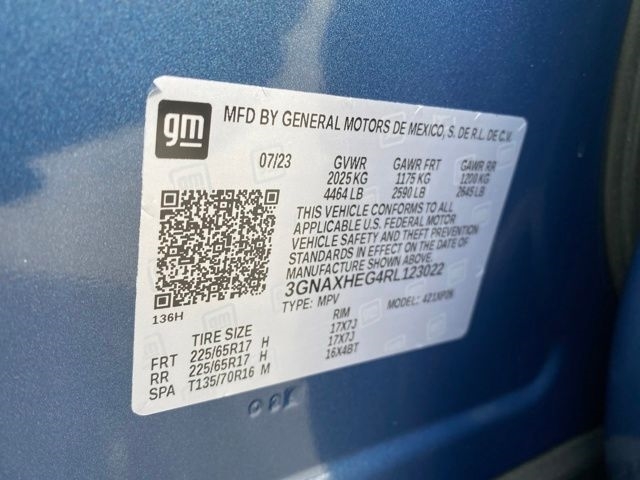 gm
MFD BY GENERAL MOTORS DE MEXICO, S. DE R.L. DE C.V.
07/23 GVWR GAWR FRT GAWR RR
2025 KG 1175 KG 1200 KG
4464 LB 2590 LB 2645 LB
THIS VEHICLE CONFORMS TO ALL
APPLICABLE U.S. FEDERAL MOTOR
VEHICLE SAFETY AND THEFT PREVENTION
STANDARDS IN EFFECT ON THE DATE OF
MANUFACTURE SHOWN ABOVE.
3GNAXHEG4RL123022
TYPE: MPV MODEL:
136H
TIRE SIZE RIM
FRT 225/65R17 H 17X7J
RR 225/65R17 H 17X7J
SPA T135/70R16 M 16X4BT